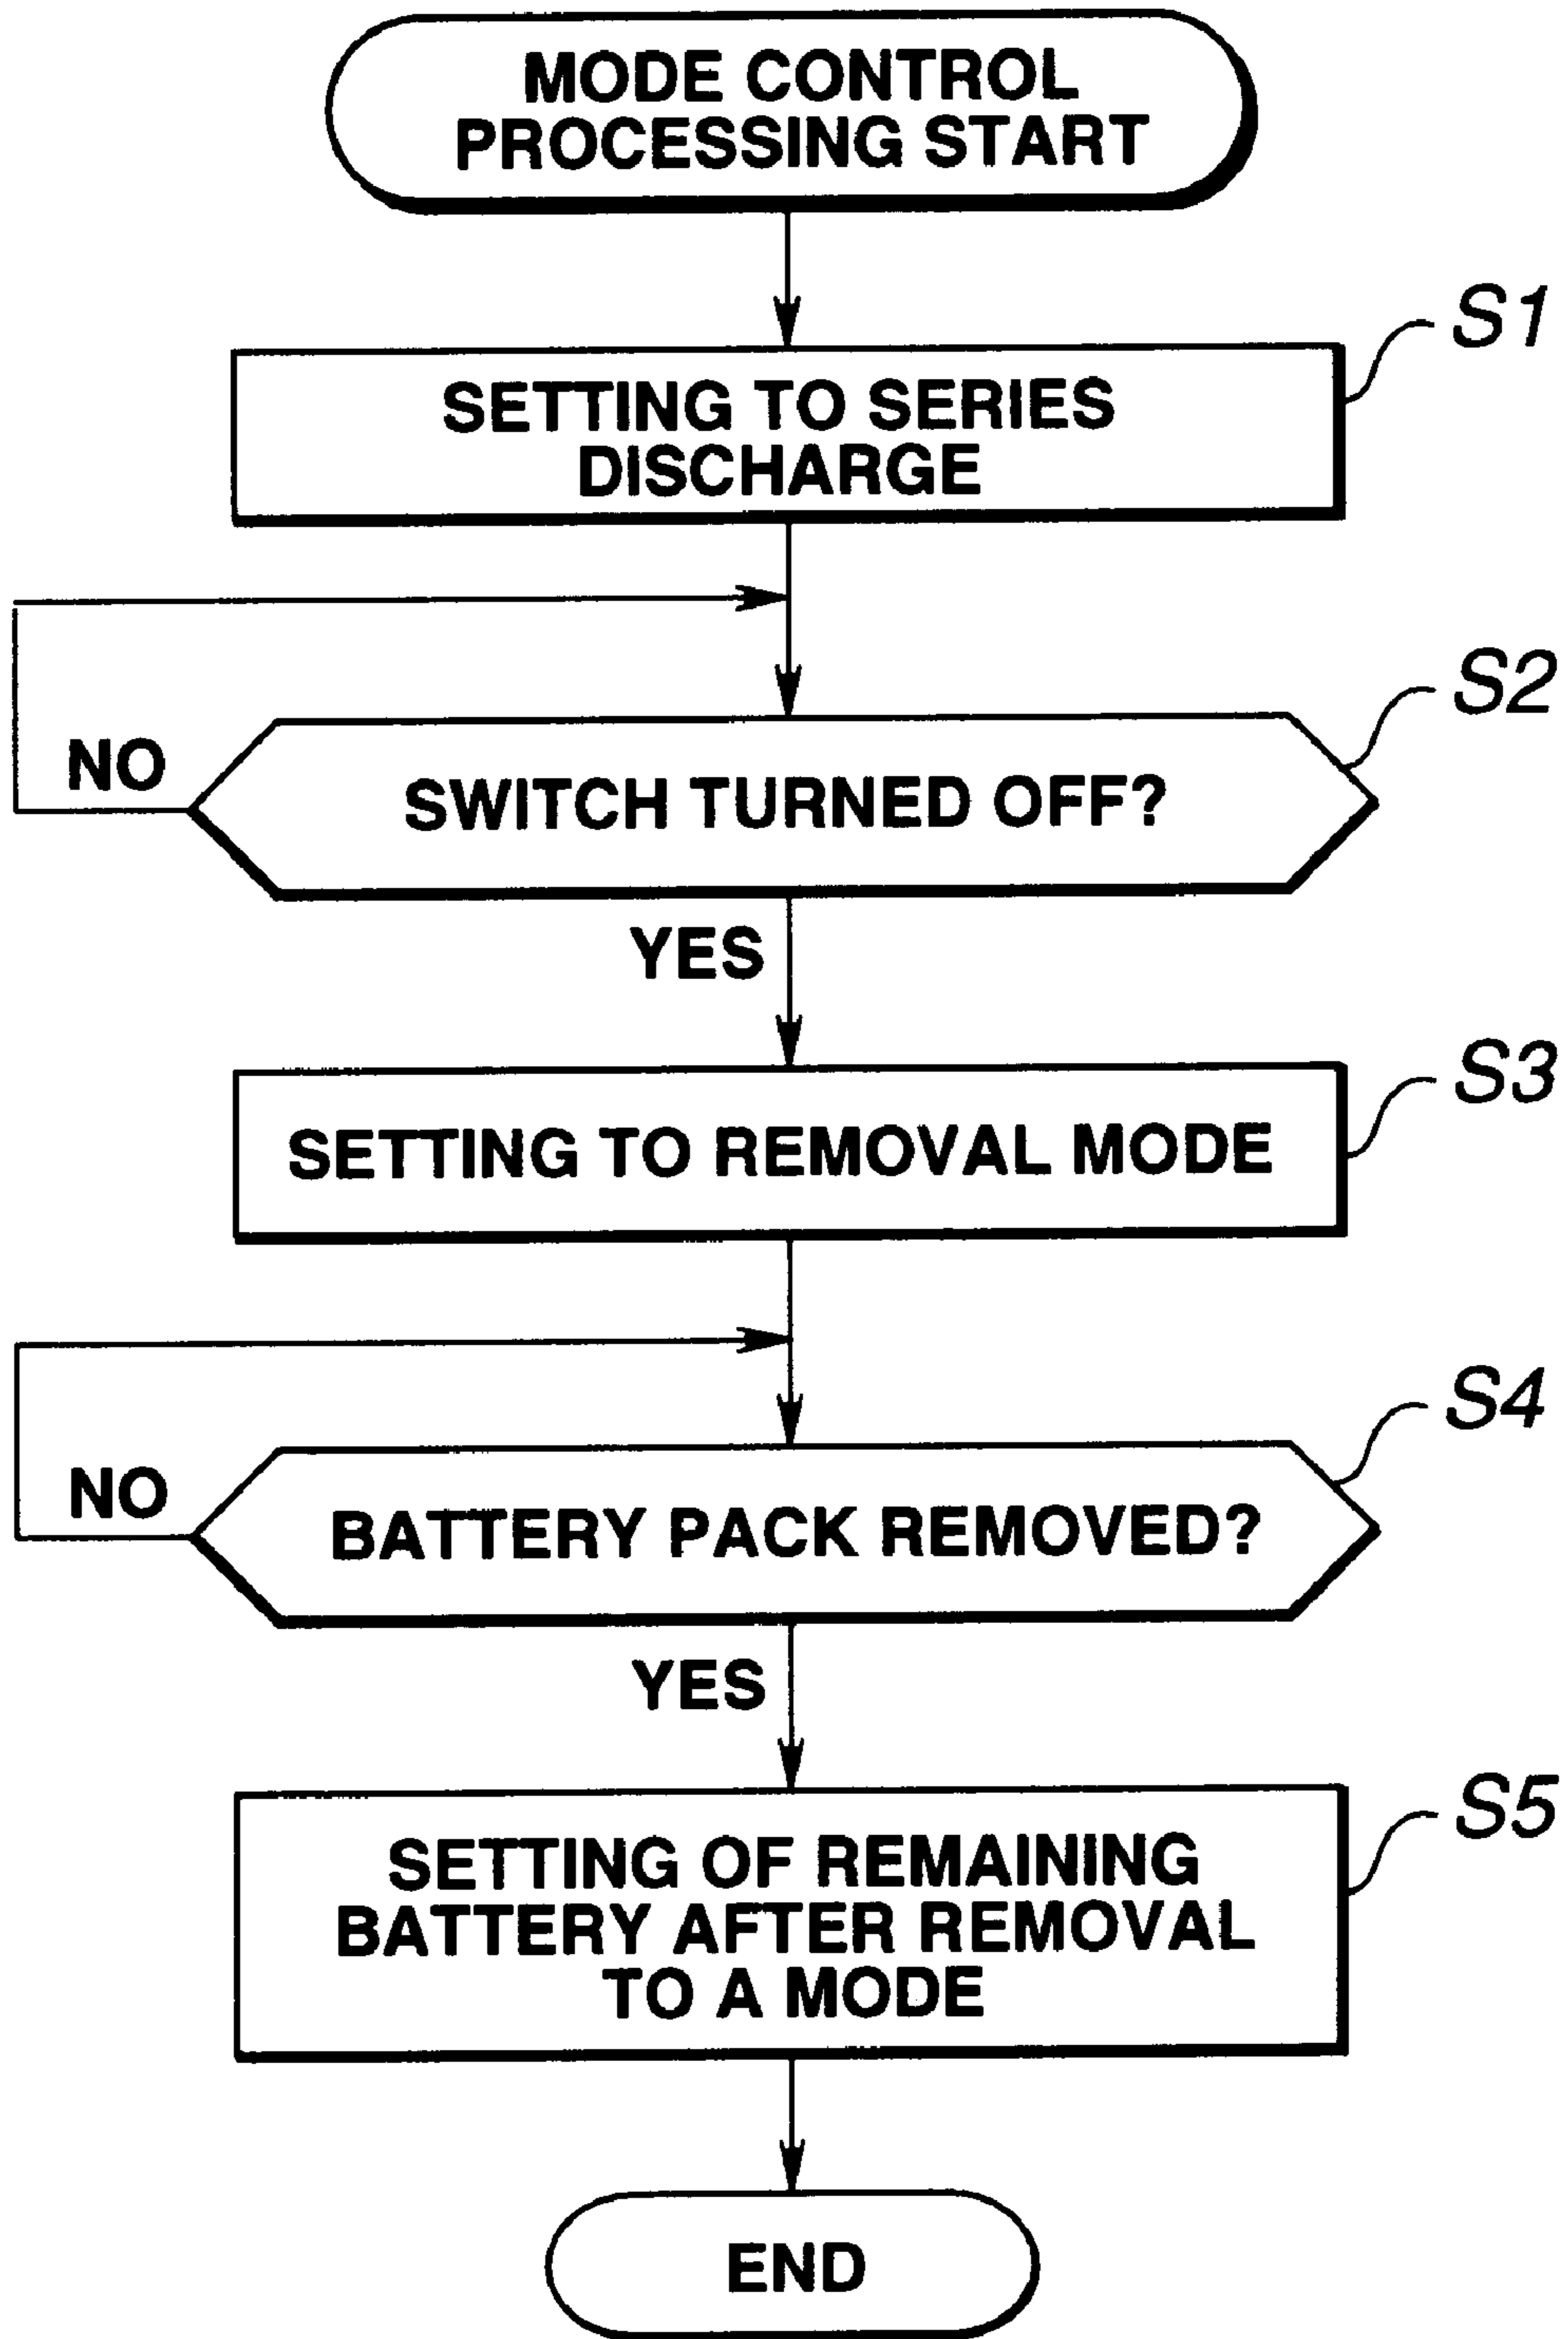 MODE CONTROL
PROCESSING START
S1
SETTING TO SERIES
DISCHARGE
S2
NO
SWITCH TURNED OFF?
YES
S3
SETTING TO REMOVAL MODE
S4
NO
BATTERY PACK REMOVED?
YES
S5
SETTING OF REMAINING
BATTERY AFTER REMOVAL
TO A MODE
END